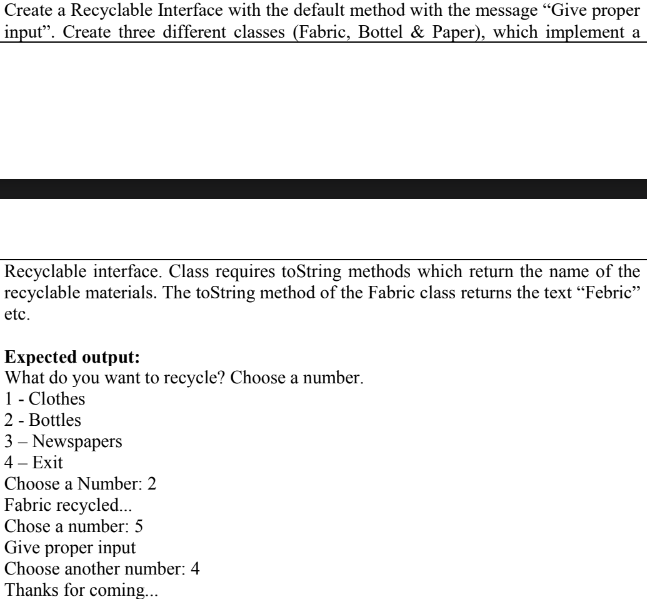 Create a Recyclable Interface with the default method with the message “Give proper
input”. Create three different classes (Fabric, Bottel & Paper), which implement a
Recyclable interface. Class requires toString methods which return the name of the
recyclable materials. The toString method of the Fabric class returns the text “Febric”
etc.
Expected output:
What do you want to recycle? Choose a number.
1 - Clothes
2 - Bottles
3 – Newspapers
4 – Exit
Choose a Number: 2
Fabric recycled...
Chose a number: 5
Give proper input
Choose another number: 4
Thanks for coming...